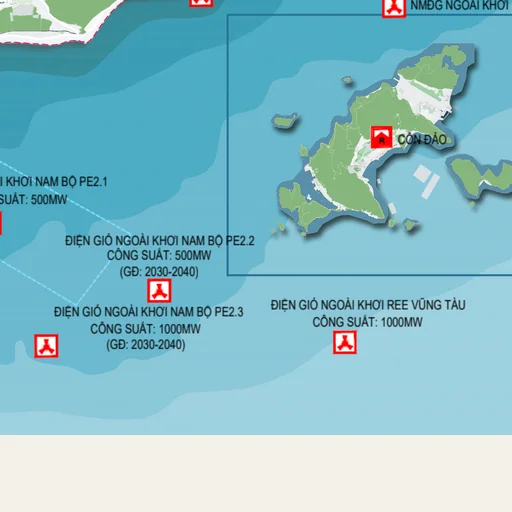 NMĐG NGOÀI KHƠI
CÔN ĐẢO
I KHƠI NAM BỘ PE2.1
SUẤT: 500MW
ĐIỆN GIÓ NGOÀI KHƠI NAM BỘ PE2.2
CÔNG SUẤT: 500MW
(GĐ: 2030-2040)
ĐIỆN GIÓ NGOÀI KHƠI NAM BỘ PE2.3
CÔNG SUẤT: 1000MW
(GĐ: 2030-2040)
ĐIỆN GIÓ NGOÀI KHƠI REE VŨNG TÀU
CÔNG SUẤT: 1000MW